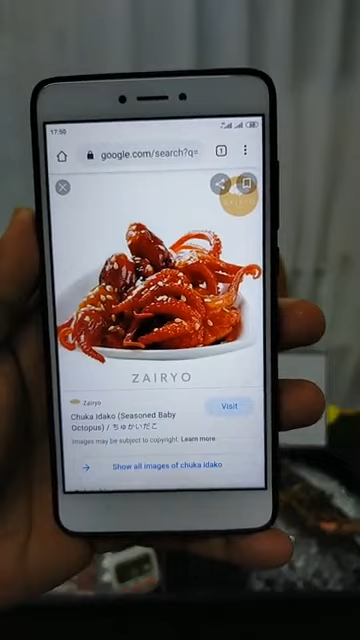 17:50
google.com/search?q=
1
ZAIRYO
Zairyo
Visit
Chuka Idako (Seasoned Baby
Octopus) / ちゅかいだこ
Images may be subject to copyright. Learn more
Show all images of chuka idako